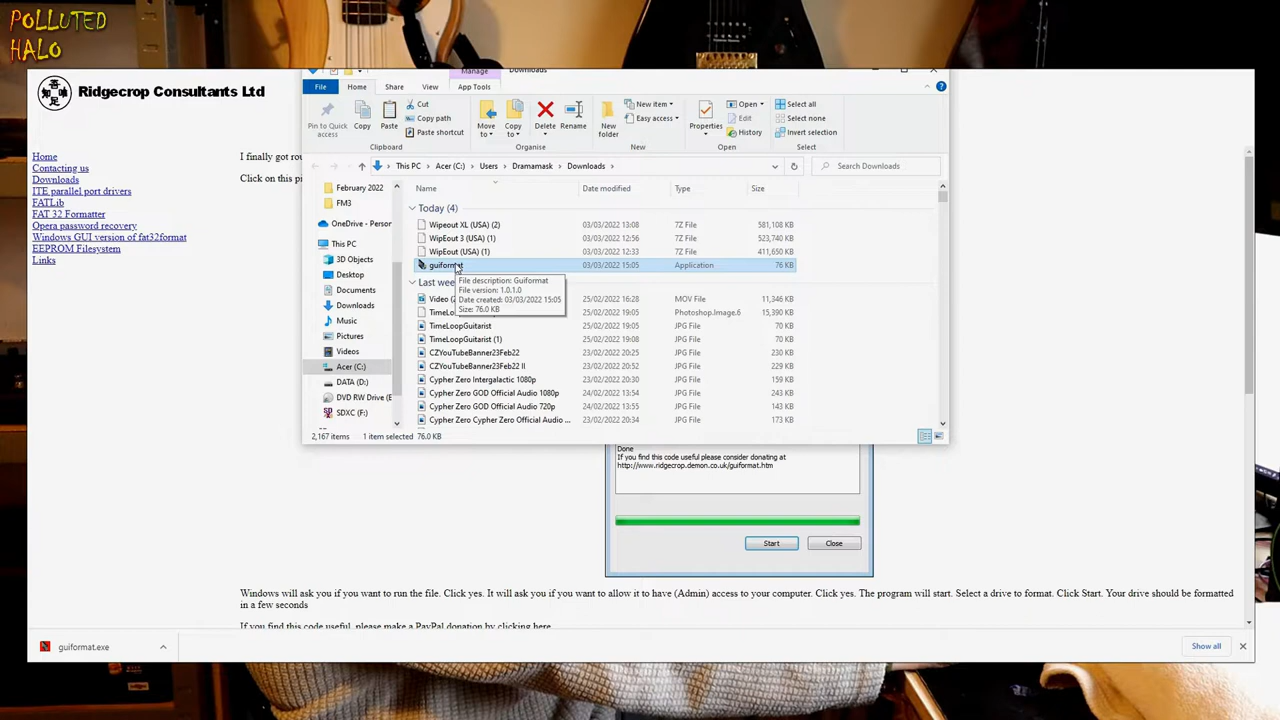 POLLUTED
HALO
Ridgecrop Consultants Ltd
Home
Contacting us
Downloads
ITE parallel port drivers
FATLib
FAT 32 Formatter
Opera password recovery
Windows GUI version of fat32format
EEPROM Filesystem
Links
I finally got rou
Click on this pi
Manage
Downloads
File
Home
Share
View
App Tools
Pin to Quick
access
Copy
Paste
Cut
Copy path
Paste shortcut
Clipboard
Move
to
Copy
to
Delete
Rename
Organise
New
folder
New item
Easy access
New
Properties
Open
Edit
History
Open
Select all
Select none
Invert selection
Select
This PC > Acer (C:) > Users > Dramamask > Downloads >
Search Downloads
February 2022
FM3
OneDrive - Person
This PC
3D Objects
Desktop
Documents
Downloads
Music
Pictures
Videos
Acer (C:)
DATA (D:)
DVD RW Drive (E
SDXC (F:)
Name Date modified Type Size
Today (4)
Wipeout XL (USA) (2) 03/03/2022 13:08 7Z File 581,108 KB
WipEout 3 (USA) (1) 03/03/2022 12:56 7Z File 523,740 KB
WipEout (USA) (1) 03/03/2022 12:33 7Z File 411,650 KB
guiformat 03/03/2022 15:05 Application 76 KB
Last wee
File description: Guiformat
File version: 1.0.1.0
Date created: 03/03/2022 15:05
Size: 76.0 KB
Video (2 25/02/2022 16:28 MOV File 11,346 KB
TimeLo 25/02/2022 19:05 Photoshop.Image.6 15,390 KB
TimeLoopGuitarist 25/02/2022 19:05 JPG File 70 KB
TimeLoopGuitarist (1) 25/02/2022 19:08 JPG File 70 KB
CZYouTubeBanner23Feb22 23/02/2022 20:25 JPG File 230 KB
CZYouTubeBanner23Feb22 II 23/02/2022 20:52 JPG File 229 KB
Cypher Zero Intergalactic 1080p 23/02/2022 20:30 JPG File 159 KB
Cypher Zero GOD Official Audio 1080p 24/02/2022 13:54 JPG File 243 KB
Cypher Zero GOD Official Audio 720p 24/02/2022 13:55 JPG File 143 KB
Cypher Zero Cypher Zero Official Audio ... 23/02/2022 20:34 JPG File 173 KB
2,167 items 1 item selected 76.0 KB
Done
If you find this code useful please consider donating at
http://www.ridgecrop.demon.co.uk/guiformat.htm
Start
Close
Windows will ask you if you want to run the file. Click yes. It will ask you if you want to allow it to have (Admin) access to your computer. Click yes. The program will start. Select a drive to format. Click Start. Your drive should be formatted
in a few seconds
If you find this code useful, please make a PayPal donation by clicking here
guiformat.exe
Show all